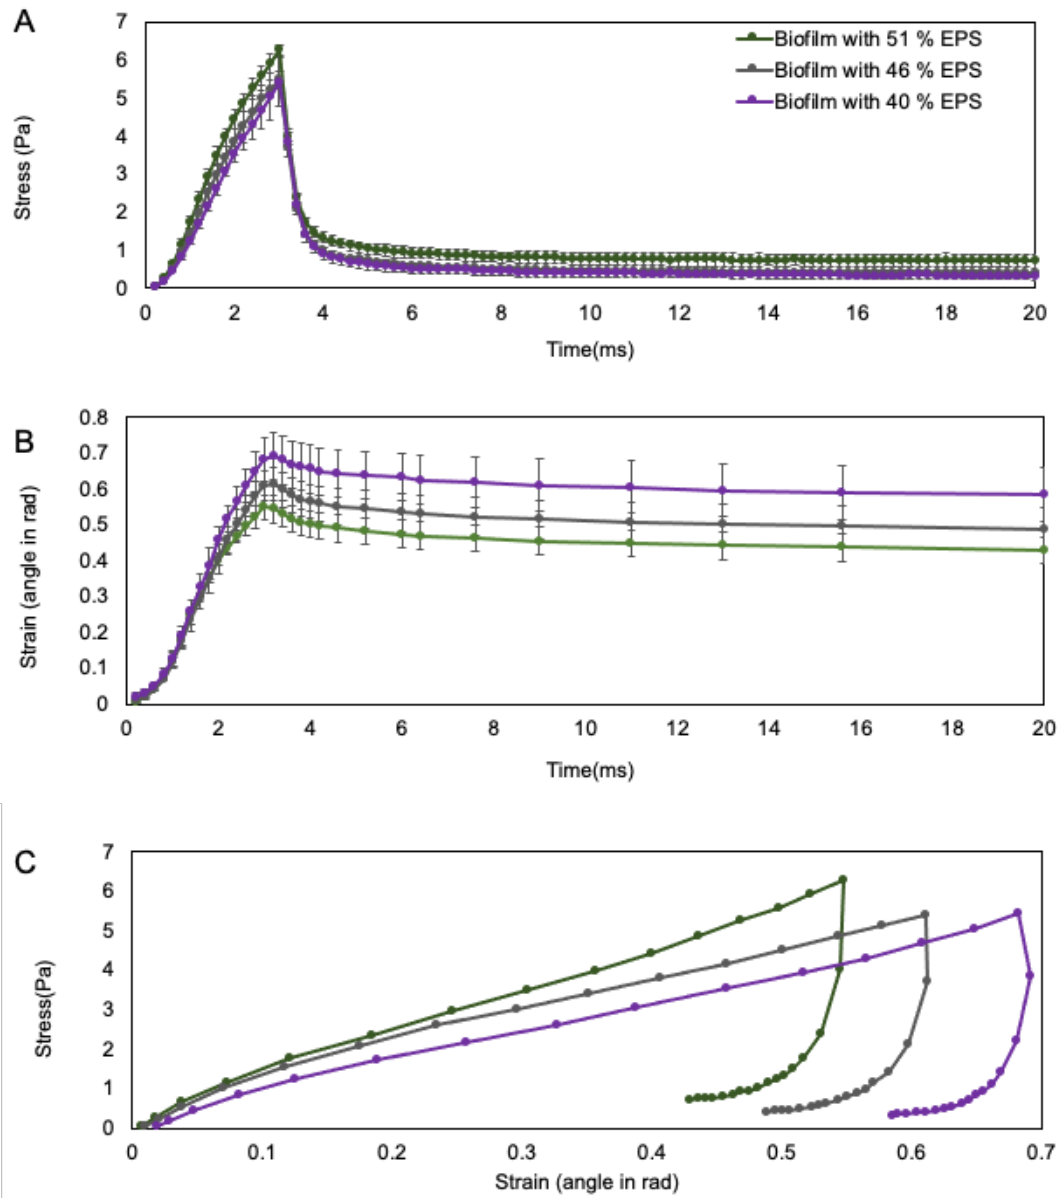 A
7
6
5
4
3
2
1
0
Stress (Pa)
Biofilm with 51 % EPS
Biofilm with 46 % EPS
Biofilm with 40 % EPS
0 2 4 6 8 10 12 14 16 18 20
Time(ms)
B
0.8
0.7
0.6
0.5
0.4
0.3
0.2
0.1
0
Strain (angle in rad)
0 2 4 6 8 10 12 14 16 18 20
Time(ms)
C
7
6
5
4
3
2
1
0
Stress(Pa)
0 0.1 0.2 0.3 0.4 0.5 0.6 0.7
Strain (angle in rad)